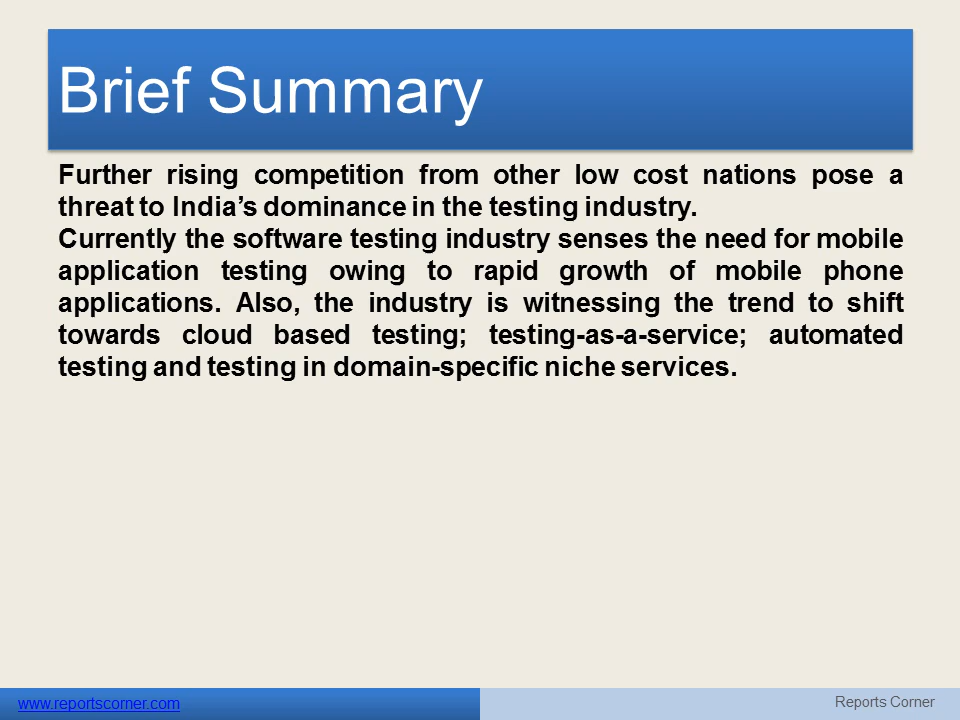 Brief Summary
Further rising competition from other low cost nations pose a
threat to India’s dominance in the testing industry.
Currently the software testing industry senses the need for mobile
application testing owing to rapid growth of mobile phone
applications. Also, the industry is witnessing the trend to shift
towards cloud based testing; testing-as-a-service; automated
testing and testing in domain-specific niche services.
www.reportscorner.com
Reports Corner